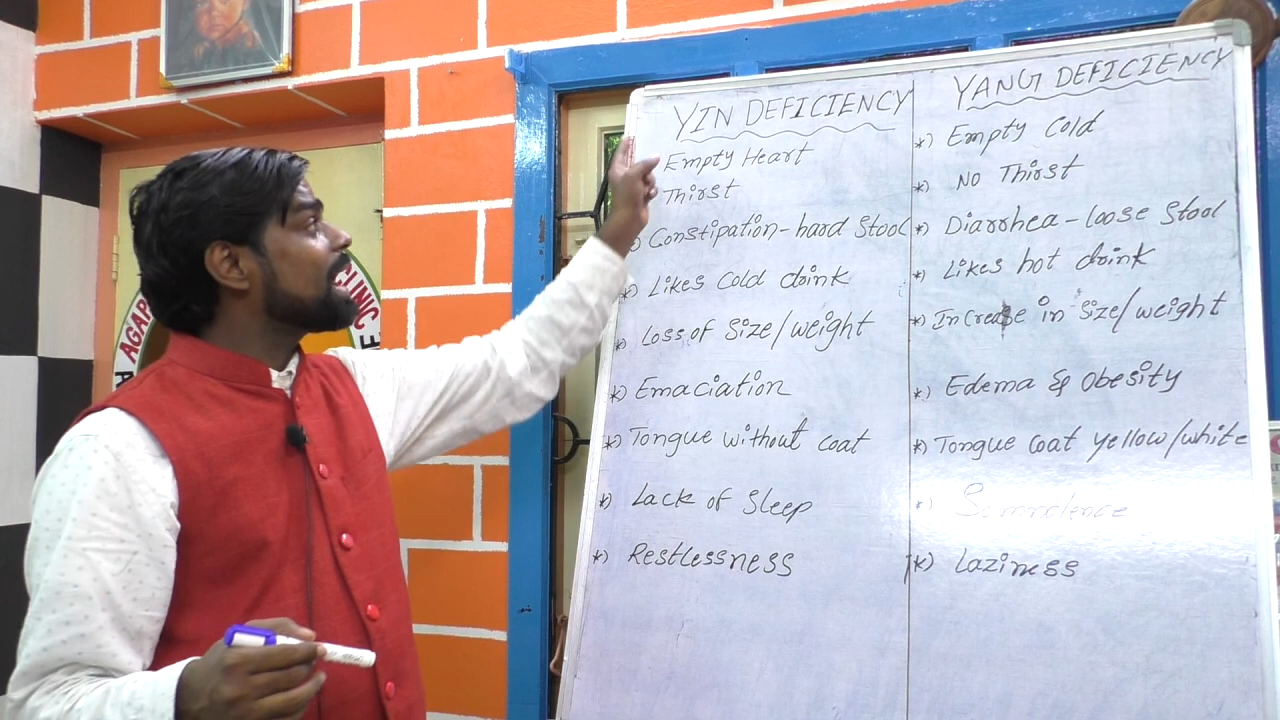 YIN DEFICIENCY
Empty Heart
Thirst
*) Constipation - hard Stool
*) Likes cold drink
*) Loss of Size/weight
*) Emaciation
*) Tongue without coat
*) Lack of Sleep
*) Restlessness
YANG DEFICIENCY
*) Empty Cold
*) No Thirst
*) Diarrhea - loose Stool
*) Likes hot drink
*) Increase in Size/weight
*) Edema & Obesity
*) Tongue coat yellow/white
*) Somnolence
*) Laziness
AGAP
CLINIC